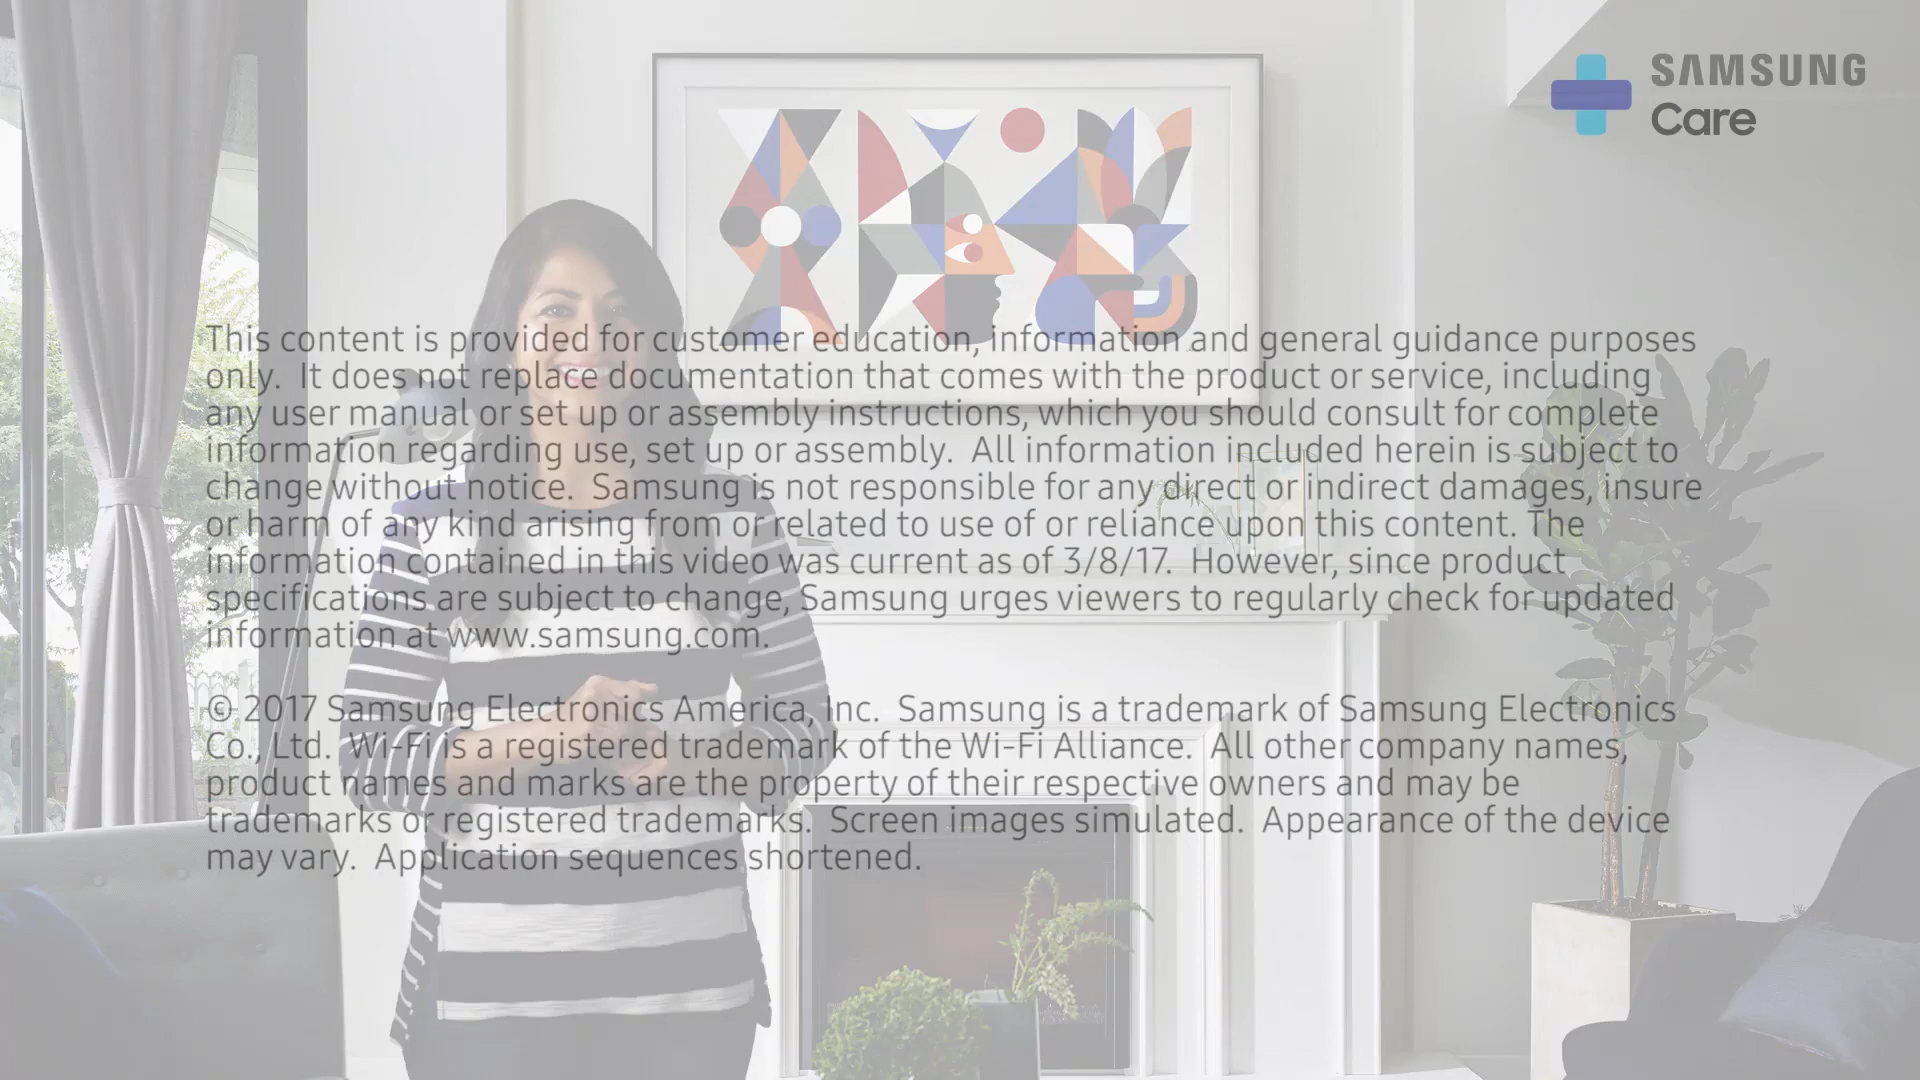 SAMSUNG
Care
This content is provided for customer education, information and general guidance purposes
only.  It does not replace documentation that comes with the product or service, including
any user manual or set up or assembly instructions, which you should consult for complete
information regarding use, set up or assembly.  All information included herein is subject to
change without notice.  Samsung is not responsible for any direct or indirect damages, insure
or harm of any kind arising from or related to use of or reliance upon this content. The
information contained in this video was current as of 3/8/17.  However, since product
specifications are subject to change, Samsung urges viewers to regularly check for updated
information at www.samsung.com.
© 2017 Samsung Electronics America, Inc.  Samsung is a trademark of Samsung Electronics
Co., Ltd.  Wi-Fi is a registered trademark of the Wi-Fi Alliance.  All other company names,
product names and marks are the property of their respective owners and may be
trademarks or registered trademarks.  Screen images simulated.  Appearance of the device
may vary.  Application sequences shortened.